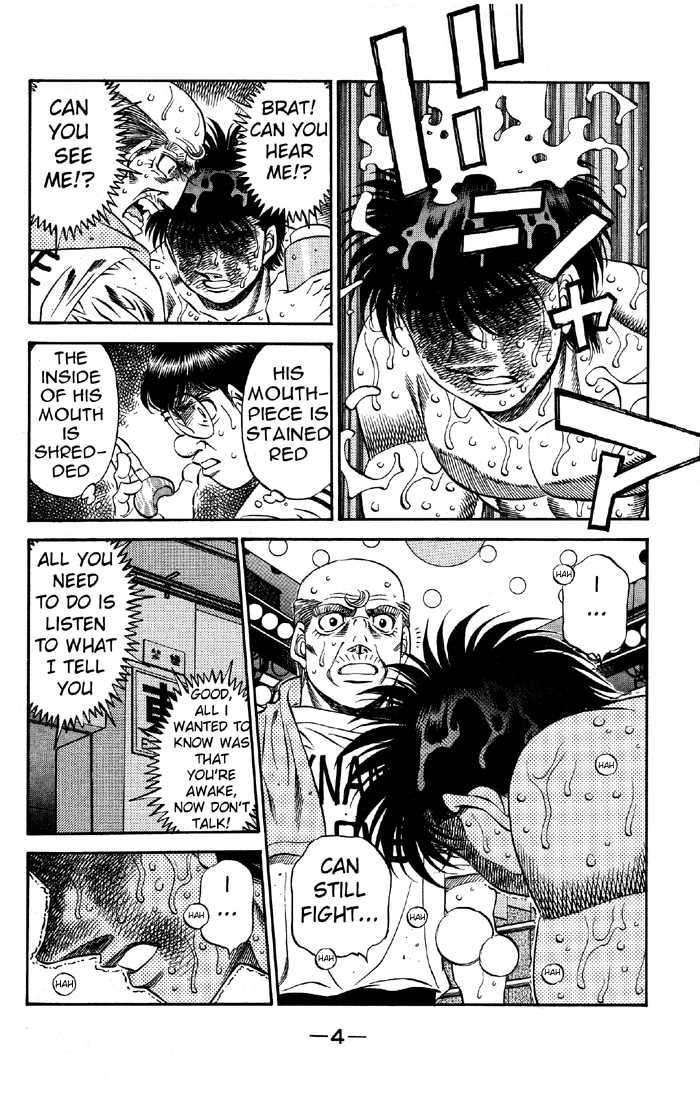 BRAT!
CAN YOU
HEAR
ME!?
CAN
YOU
SEE
ME!?
HIS
MOUTH-
PIECE IS
STAINED
RED
THE
INSIDE
OF HIS
MOUTH
IS
SHRED-
DED
HAH
I
...
HAH
CAN
STILL
FIGHT...
HAH
HAH
HAH
GOOD,
ALL I
WANTED TO
KNOW WAS
THAT
YOU'RE
AWAKE,
NOW DON'T
TALK!
ALL YOU
NEED
TO DO IS
LISTEN
TO WHAT
I TELL
YOU
I
...
HAH
HAH
—4—